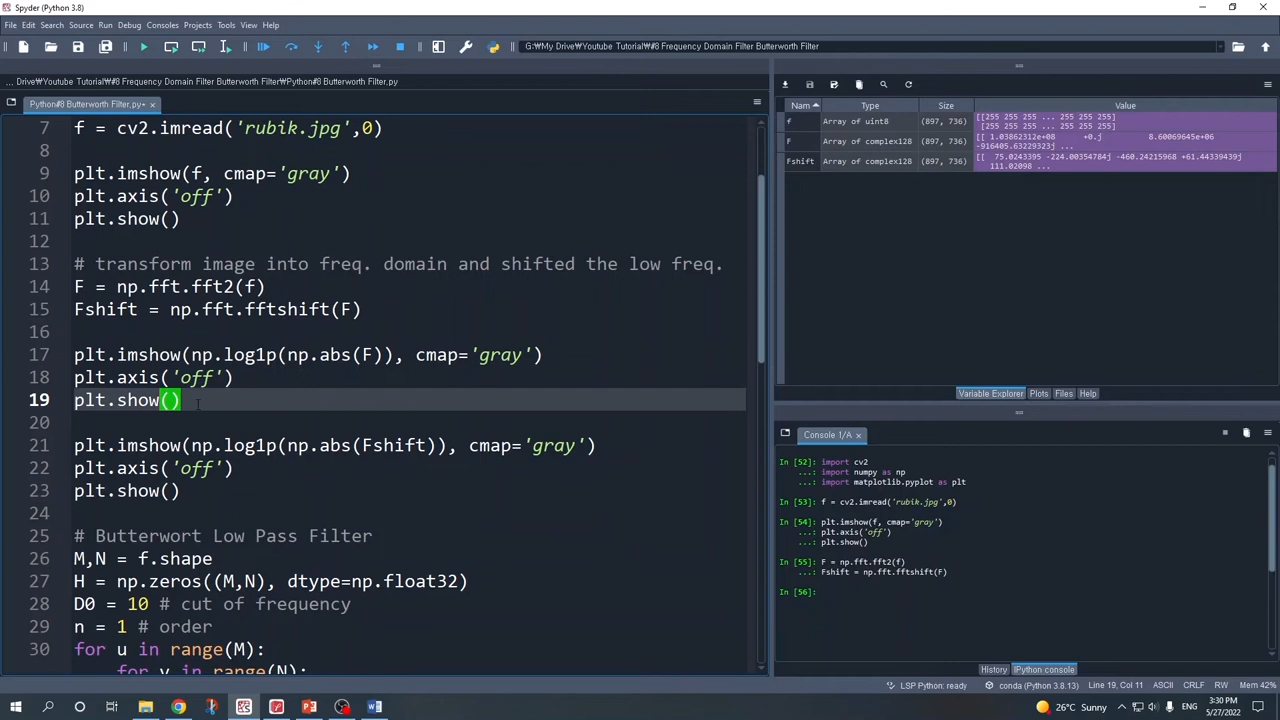 Spyder (Python 3.8)
File Edit Search Source Run Debug Consoles Projects Tools View Help
G:\My Drive₩Youtube Tutorial₩#8 Frequency Domain Filter Butterworth Filter
... Drive₩Youtube Tutorial₩#8 Frequency Domain Filter Butterworth Filter₩Python#8 Butterworth Filter.py
Python#8 Butterworth Filter.py*
7 f = cv2.imread('rubik.jpg',0)
8
9 plt.imshow(f, cmap='gray')
10 plt.axis('off')
11 plt.show()
12
13 # transform image into freq. domain and shifted the low freq.
14 F = np.fft.fft2(f)
15 Fshift = np.fft.fftshift(F)
16
17 plt.imshow(np.log1p(np.abs(F)), cmap='gray')
18 plt.axis('off')
19 plt.show()
20
21 plt.imshow(np.log1p(np.abs(Fshift)), cmap='gray')
22 plt.axis('off')
23 plt.show()
24
25 # Butterwort Low Pass Filter
26 M,N = f.shape
27 H = np.zeros((M,N), dtype=np.float32)
28 D0 = 10 # cut of frequency
29 n = 1 # order
30 for u in range(M):
for v in range(N):
Nam Type Size Value
f Array of uint8 (897, 736) [[255 255 255 ... 255 255 255]
[255 255 255 ... 255 255 255]
F Array of complex128 (897, 736) [[ 1.03862312e+08 +0.j 8.60069645e+06
-916405.63229323j ...
Fshift Array of complex128 (897, 736) [[ 75.0243395 -224.00354784j -460.24215968 +61.44339439j
111.02098 ...
Variable Explorer Plots Files Help
Console 1/A
In [52]: import cv2
...: import numpy as np
...: import matplotlib.pyplot as plt
In [53]: f = cv2.imread('rubik.jpg',0)
In [54]: plt.imshow(f, cmap='gray')
...: plt.axis('off')
...: plt.show()
In [55]: F = np.fft.fft2(f)
...: Fshift = np.fft.fftshift(F)
In [56]:
History IPython console
LSP Python: ready conda (Python 3.8.13) Line 19, Col 11 ASCII CRLF RW Mem 42%
26°C Sunny ENG 3:30 PM
5/27/2022